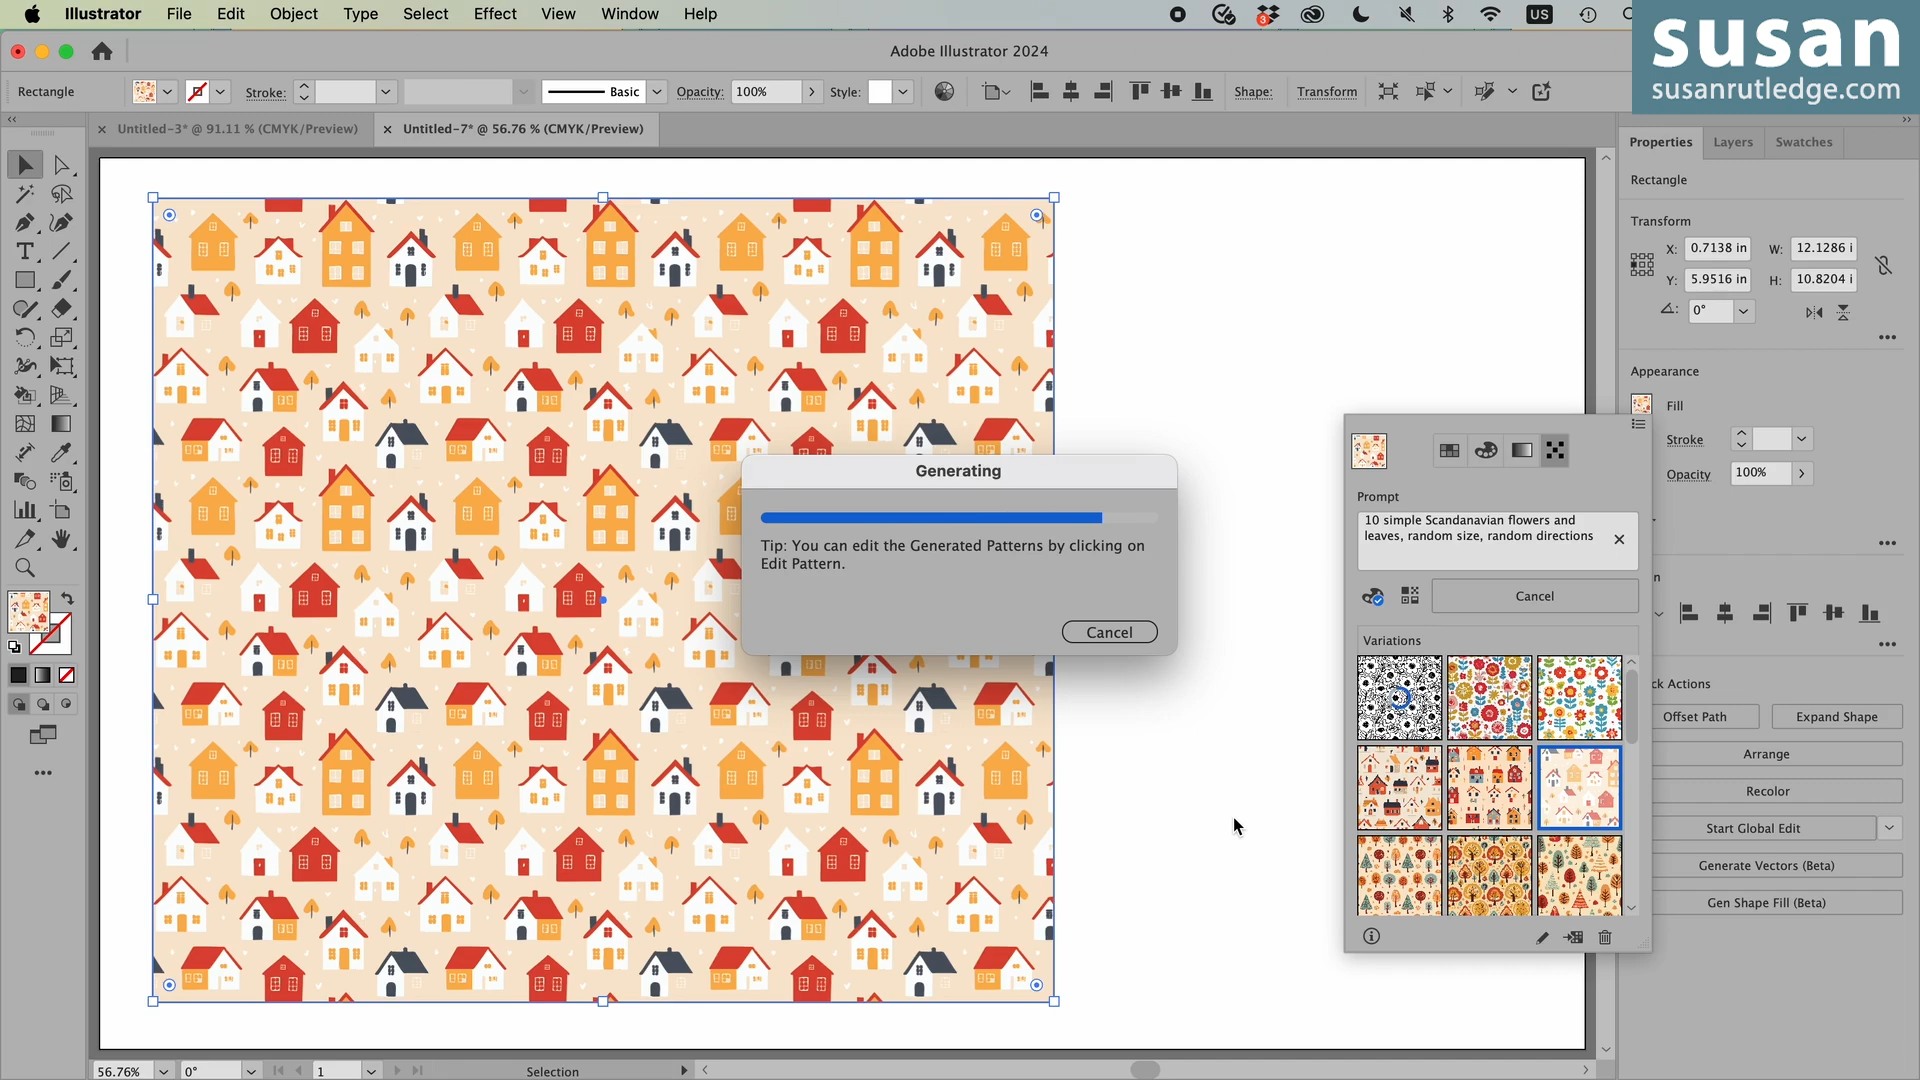 Illustrator File Edit Object Type Select Effect View Window Help
3
US
susan
susanrutledge.com
Adobe Illustrator 2024
Rectangle
Stroke:
Basic
Opacity: 100%
Style:
Shape:
Transform
Untitled-3* @ 91.11 % (CMYK/Preview)
Untitled-7* @ 56.76 % (CMYK/Preview)
Properties Layers Swatches
Rectangle
Transform
X: 0.7138 in W: 12.1286 i
Y: 5.9516 in H: 10.8204 i
0°
Appearance
Fill
Stroke
Opacity 100%
Generating
Tip: You can edit the Generated Patterns by clicking on
Edit Pattern.
Cancel
Prompt
10 simple Scandanavian flowers and
leaves, random size, random directions
Cancel
Variations
n
ck Actions
Offset Path Expand Shape
Arrange
Recolor
Start Global Edit
Generate Vectors (Beta)
Gen Shape Fill (Beta)
56.76% 0° 1 Selection